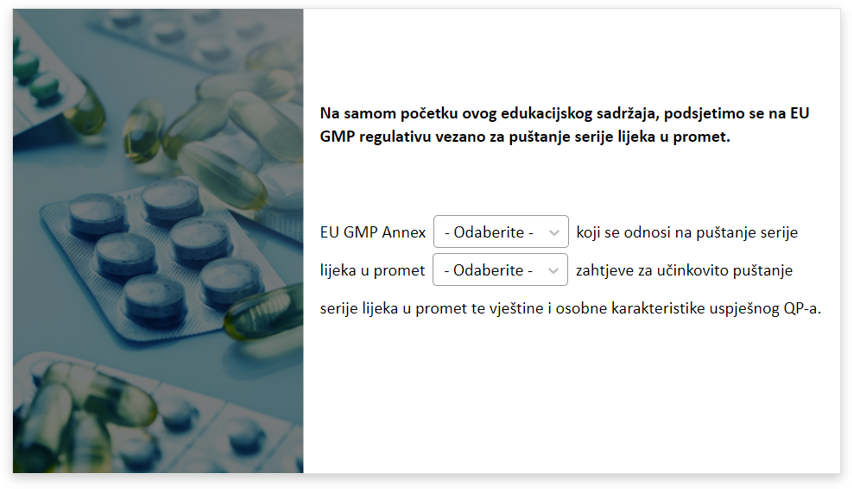 Na samom početku ovog edukacijskog sadržaja, podsjetimo se na EU
GMP regulativu vezano za puštanje serije lijeka u promet.
EU GMP Annex - Odaberite - koji se odnosi na puštanje serije
lijeka u promet - Odaberite - zahtjeve za učinkovito puštanje
serije lijeka u promet te vještine i osobne karakteristike uspješnog QP-a.